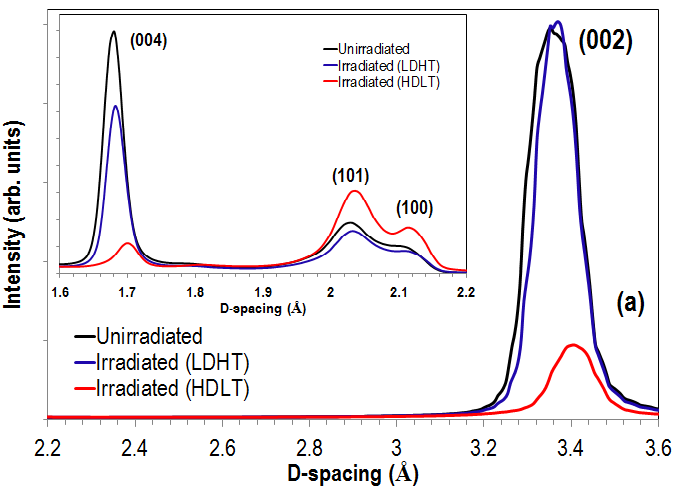 (004)
Unirradiated
Irradiated (LDHT)
Irradiated (HDLT)
(002)
(101)
(100)
1.6 1.7 1.8 1.9 2 2.1 2.2
D-spacing (Å)
Intensity (arb. units)
(a)
Unirradiated
Irradiated (LDHT)
Irradiated (HDLT)
2.2 2.4 2.6 2.8 3 3.2 3.4 3.6
D-spacing (Å)